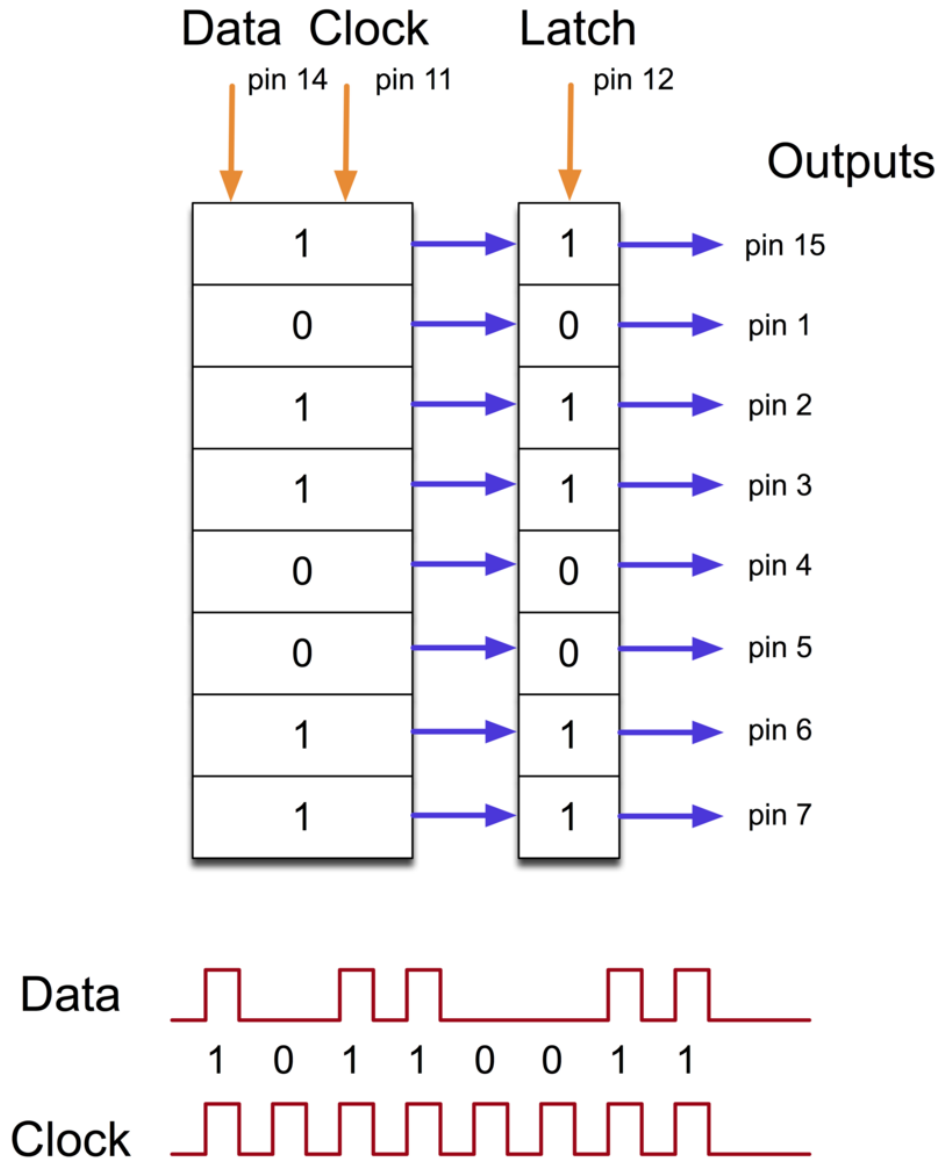 Data Clock Latch
pin 14 pin 11 pin 12
Outputs
1 1 pin 15
0 0 pin 1
1 1 pin 2
1 1 pin 3
0 0 pin 4
0 0 pin 5
1 1 pin 6
1 1 pin 7
Data
1 0 1 1 0 0 1 1
Clock